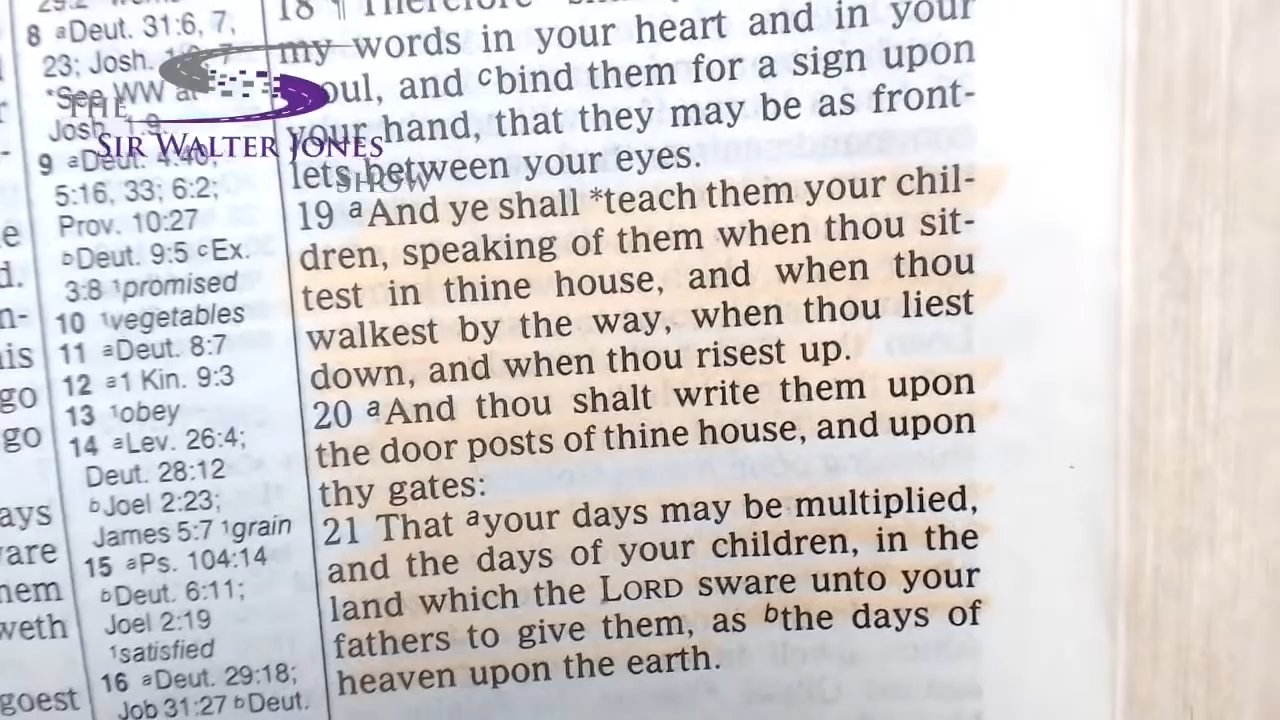 8 aDeut. 31:6, 7,
23; Josh.
*See WW at
Josh. 1:9.
9 aDeut. 4:40;
5:16, 33; 6:2;
Prov. 10:27
bDeut. 9:5 cEx.
3:8 1promised
10 1vegetables
11 aDeut. 8:7
12 a1 Kin. 9:3
13 1obey
14 aLev. 26:4;
Deut. 28:12
bJoel 2:23;
James 5:7 1grain
15 aPs. 104:14
bDeut. 6:11;
Joel 2:19
1satisfied
16 aDeut. 29:18;
Job 31:27 bDeut.
18 ¶ Therefore
my words in your heart and in your
soul, and cbind them for a sign upon
your hand, that they may be as front-
lets between your eyes.
19 aAnd ye shall *teach them your chil-
dren, speaking of them when thou sit-
test in thine house, and when thou
walkest by the way, when thou liest
down, and when thou risest up.
20 aAnd thou shalt write them upon
the door posts of thine house, and upon
thy gates:
21 That ayour days may be multiplied,
and the days of your children, in the
land which the LORD sware unto your
fathers to give them, as bthe days of
heaven upon the earth.
THE
SIR WALTER JONES
SHOW